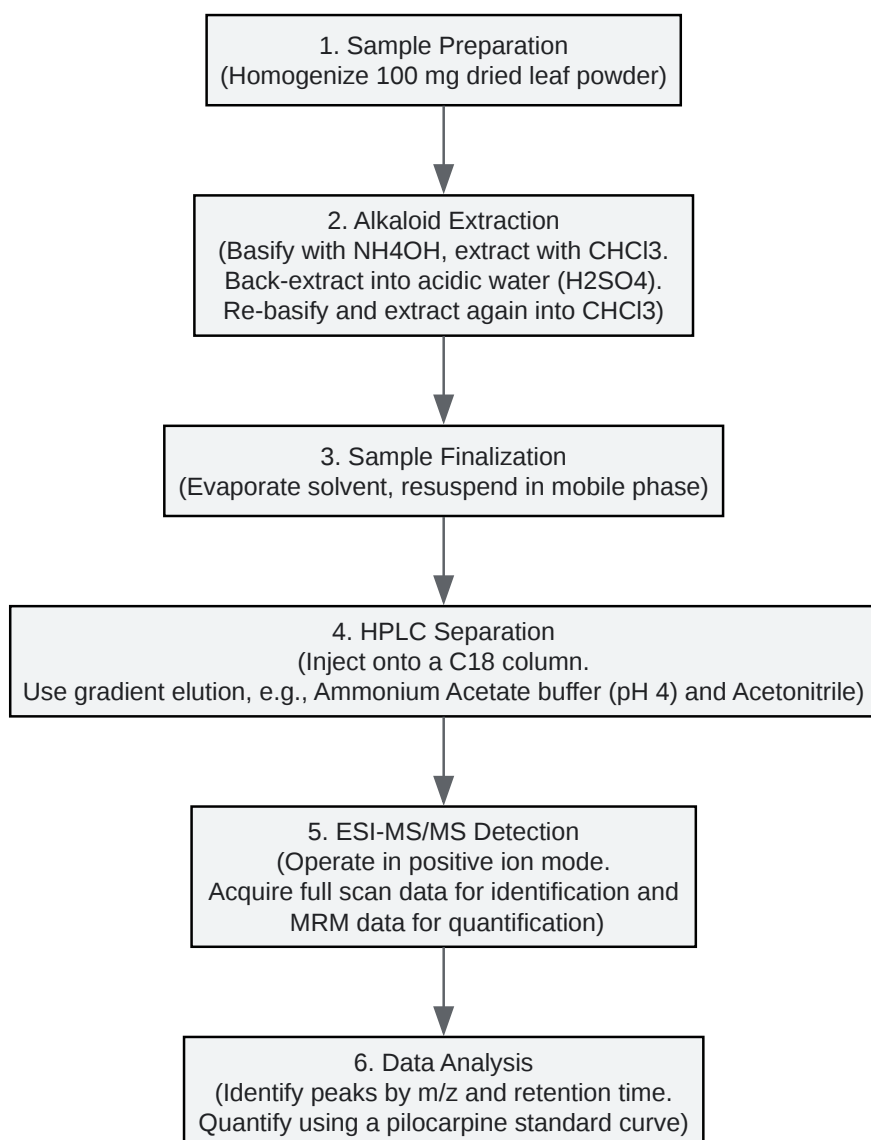 1. Sample Preparation
(Homogenize 100 mg dried leaf powder)
2. Alkaloid Extraction
(Basify with NH4OH, extract with CHCl3.
Back-extract into acidic water (H2SO4).
Re-basify and extract again into CHCl3)
3. Sample Finalization
(Evaporate solvent, resuspend in mobile phase)
4. HPLC Separation
(Inject onto a C18 column.
Use gradient elution, e.g., Ammonium Acetate buffer (pH 4) and Acetonitrile)
5. ESI-MS/MS Detection
(Operate in positive ion mode.
Acquire full scan data for identification and
MRM data for quantification)
6. Data Analysis
(Identify peaks by m/z and retention time.
Quantify using a pilocarpine standard curve)